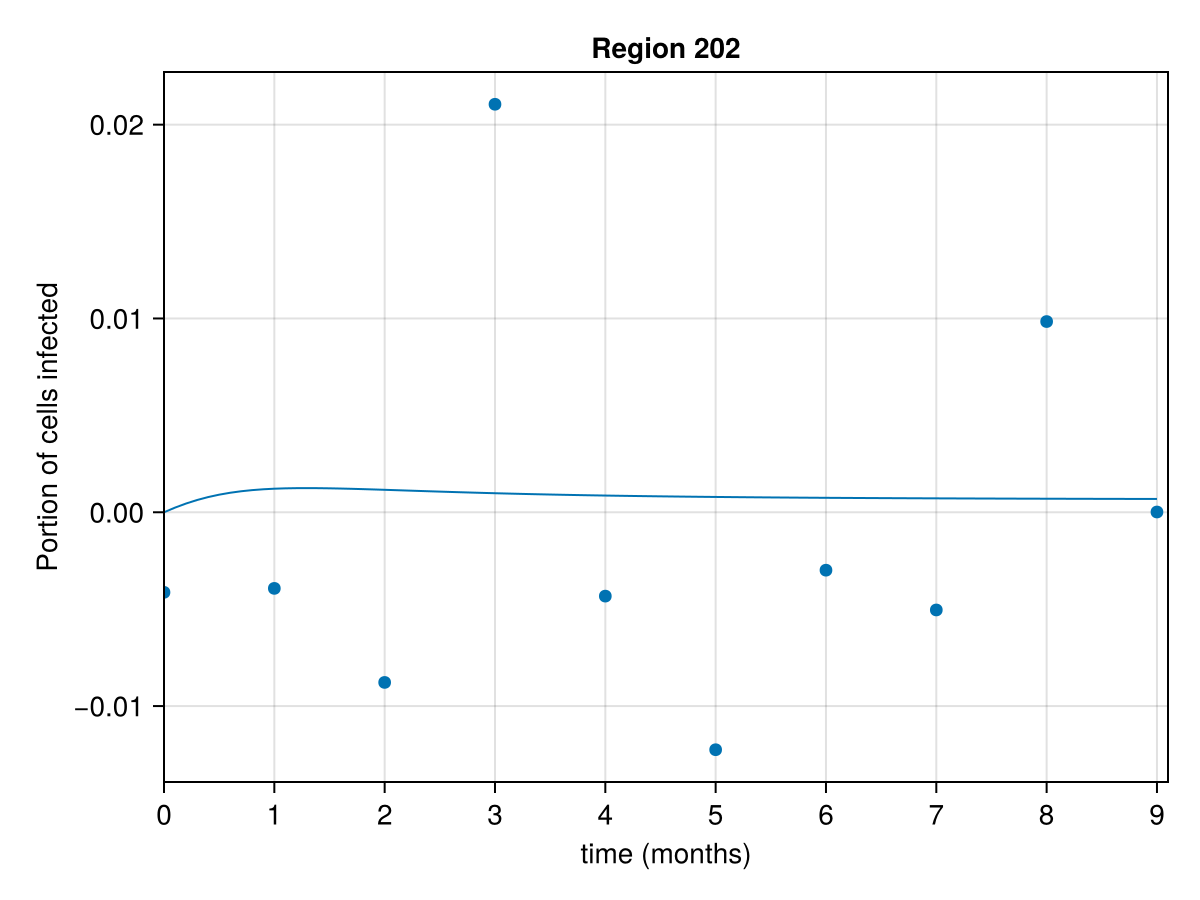 Region 202
Portion of cells infected
0.02
0.01
0.00
−0.01
0 1 2 3 4 5 6 7 8 9
time (months)